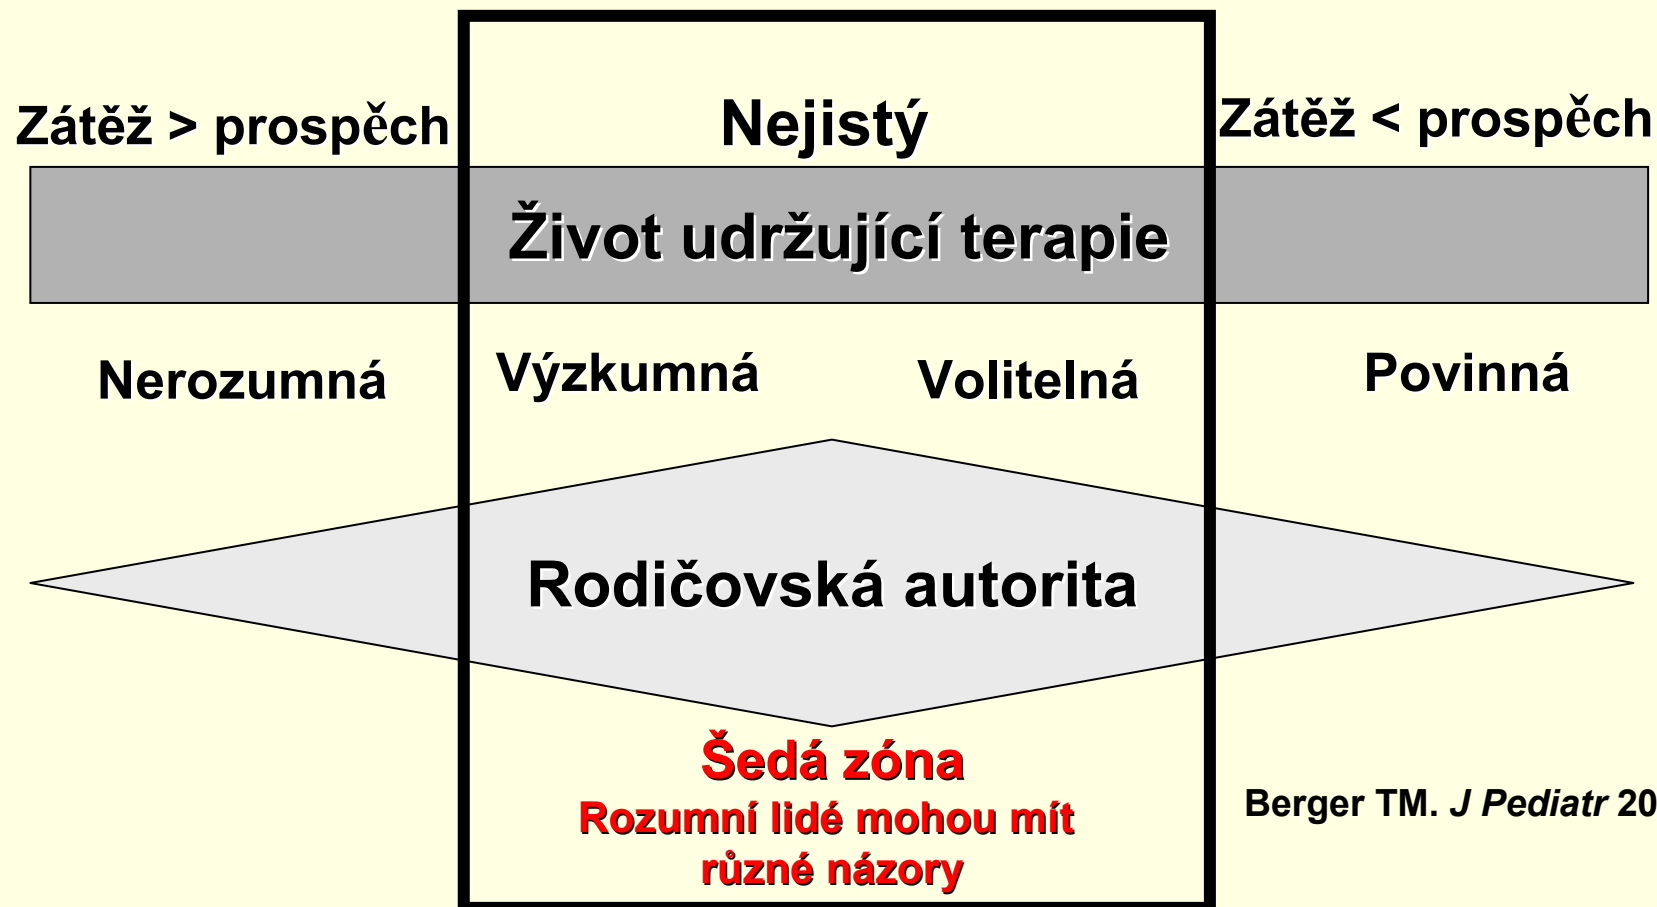 Zátěž > prospěch
Nejistý
Zátěž < prospěch
Život udržující terapie
Nerozumná
Výzkumná
Volitelná
Povinná
Rodičovská autorita
Šedá zóna
Rozumní lidé mohou mít
různé názory
Berger TM. J Pediatr 20